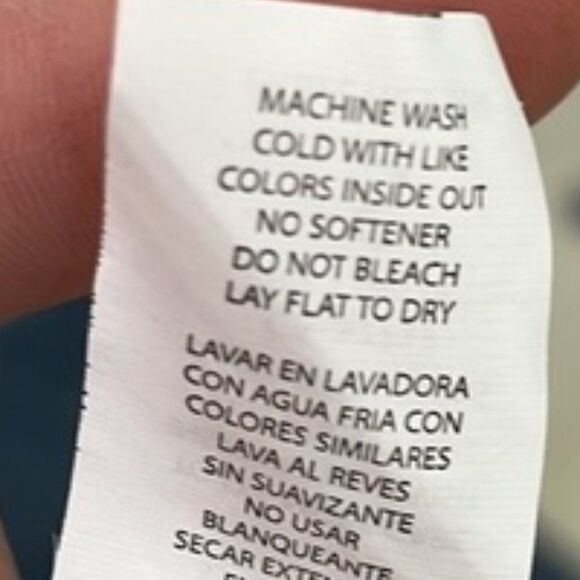 MACHINE WASH
COLD WITH LIKE
COLORS INSIDE OUT
NO SOFTENER
DO NOT BLEACH
LAY FLAT TO DRY
LAVAR EN LAVADORA
CON AGUA FRIA CON
COLORES SIMILARES
LAVA AL REVES
SIN SUAVIZANTE
NO USAR
BLANQUEANTE
SECAR